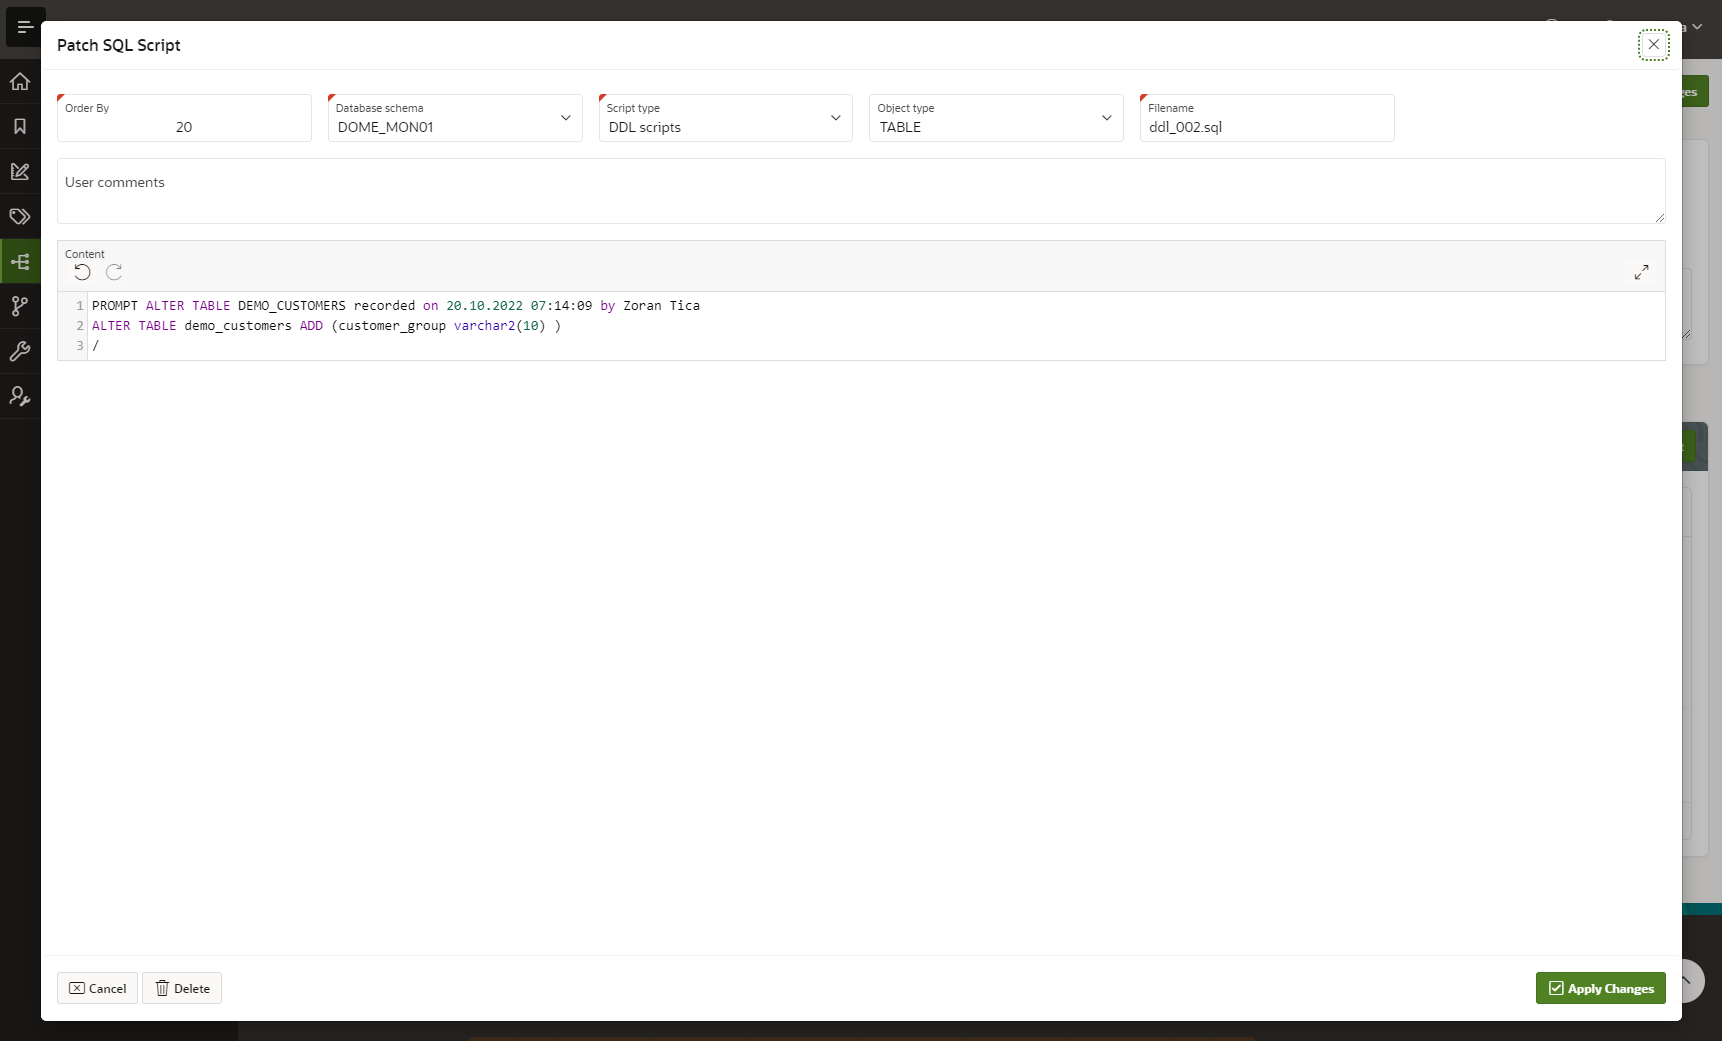 Patch SQL Script
Order By
20
Database schema
DOME_MON01
Script type
DDL scripts
Object type
TABLE
Filename
ddl_002.sql
User comments
Content
1 PROMPT ALTER TABLE DEMO_CUSTOMERS recorded on 20.10.2022 07:14:09 by Zoran Tica
2 ALTER TABLE demo_customers ADD (customer_group varchar2(10) )
3 /
Cancel
Delete
Apply Changes